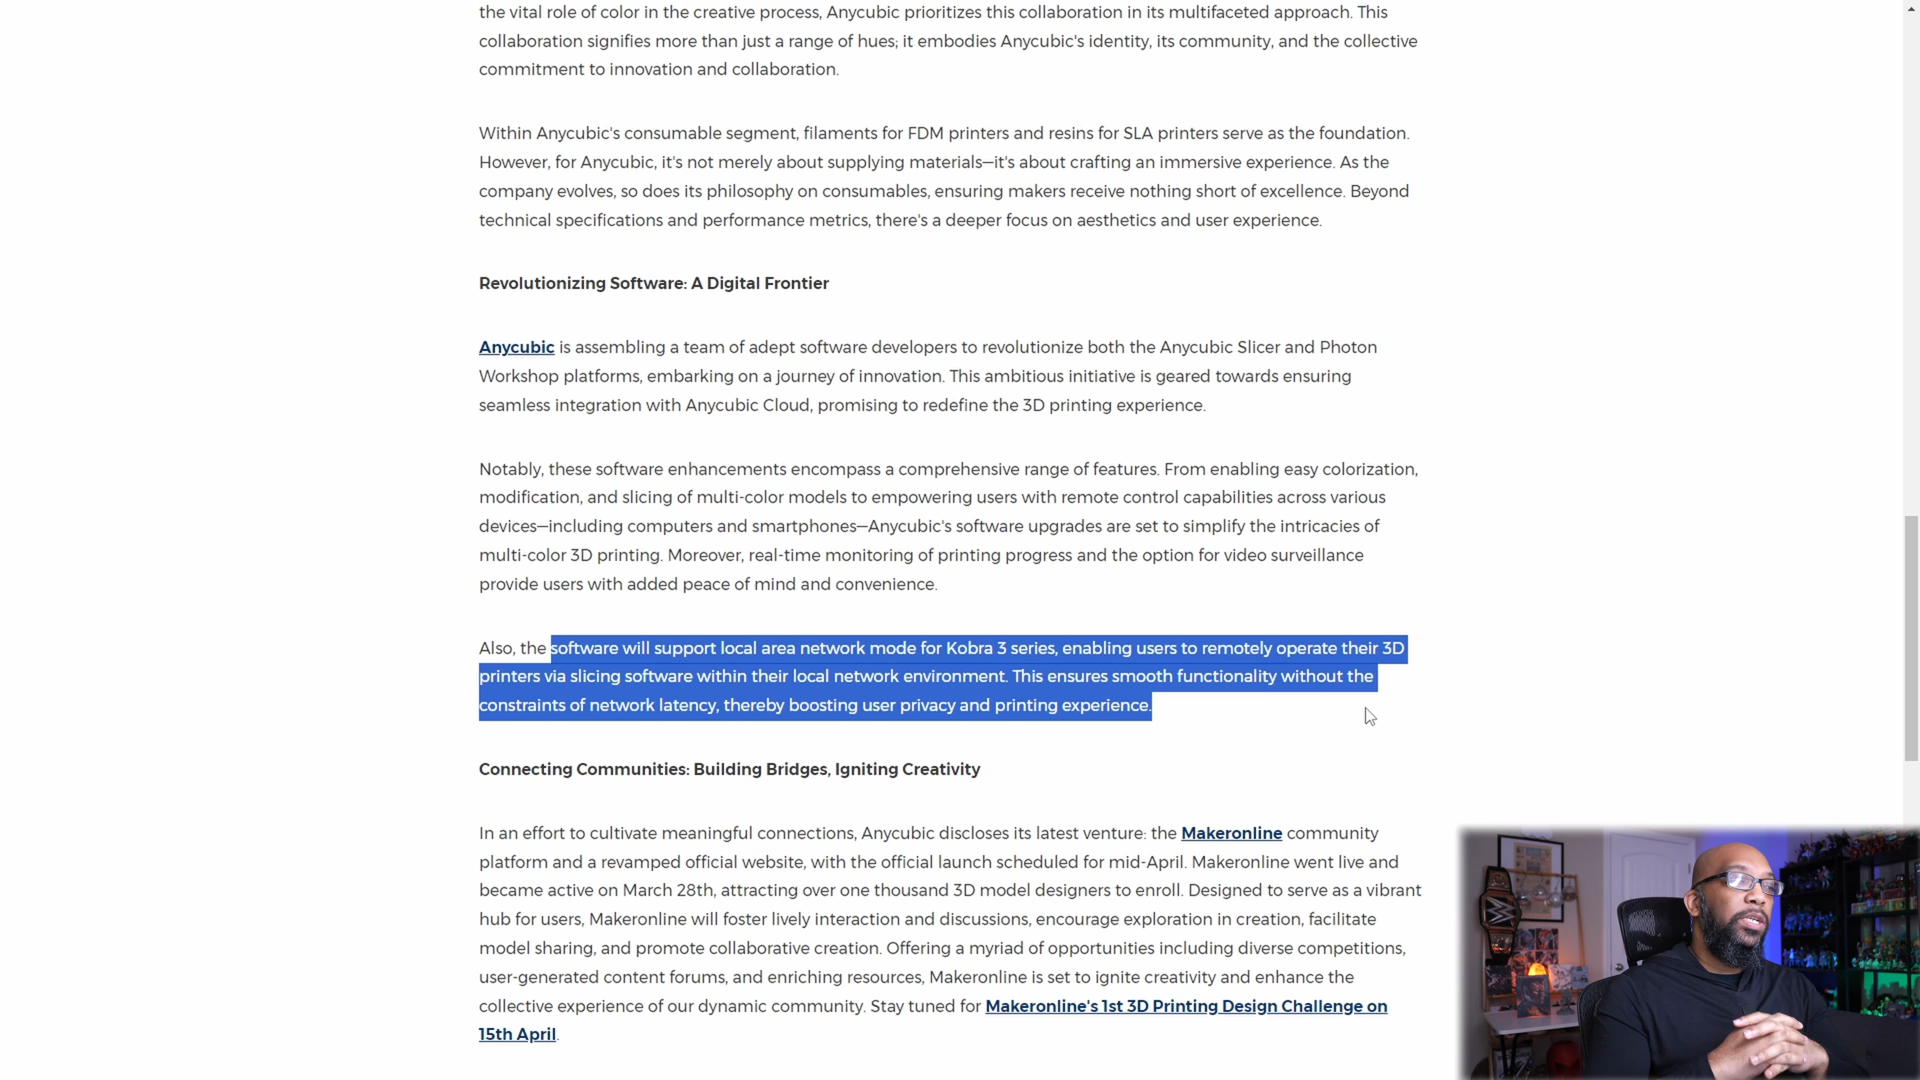 the vital role of color in the creative process, Anycubic prioritizes this collaboration in its multifaceted approach. This
collaboration signifies more than just a range of hues; it embodies Anycubic's identity, its community, and the collective
commitment to innovation and collaboration.
Within Anycubic's consumable segment, filaments for FDM printers and resins for SLA printers serve as the foundation.
However, for Anycubic, it's not merely about supplying materials—it's about crafting an immersive experience. As the
company evolves, so does its philosophy on consumables, ensuring makers receive nothing short of excellence. Beyond
technical specifications and performance metrics, there's a deeper focus on aesthetics and user experience.
Revolutionizing Software: A Digital Frontier
Anycubic is assembling a team of adept software developers to revolutionize both the Anycubic Slicer and Photon
Workshop platforms, embarking on a journey of innovation. This ambitious initiative is geared towards ensuring
seamless integration with Anycubic Cloud, promising to redefine the 3D printing experience.
Notably, these software enhancements encompass a comprehensive range of features. From enabling easy colorization,
modification, and slicing of multi-color models to empowering users with remote control capabilities across various
devices—including computers and smartphones—Anycubic's software upgrades are set to simplify the intricacies of
multi-color 3D printing. Moreover, real-time monitoring of printing progress and the option for video surveillance
provide users with added peace of mind and convenience.
Also, the software will support local area network mode for Kobra 3 series, enabling users to remotely operate their 3D
printers via slicing software within their local network environment. This ensures smooth functionality without the
constraints of network latency, thereby boosting user privacy and printing experience.
Connecting Communities: Building Bridges, Igniting Creativity
In an effort to cultivate meaningful connections, Anycubic discloses its latest venture: the Makeronline community
platform and a revamped official website, with the official launch scheduled for mid-April. Makeronline went live and
became active on March 28th, attracting over one thousand 3D model designers to enroll. Designed to serve as a vibrant
hub for users, Makeronline will foster lively interaction and discussions, encourage exploration in creation, facilitate
model sharing, and promote collaborative creation. Offering a myriad of opportunities including diverse competitions,
user-generated content forums, and enriching resources, Makeronline is set to ignite creativity and enhance the
collective experience of our dynamic community. Stay tuned for Makeronline's 1st 3D Printing Design Challenge on
15th April.